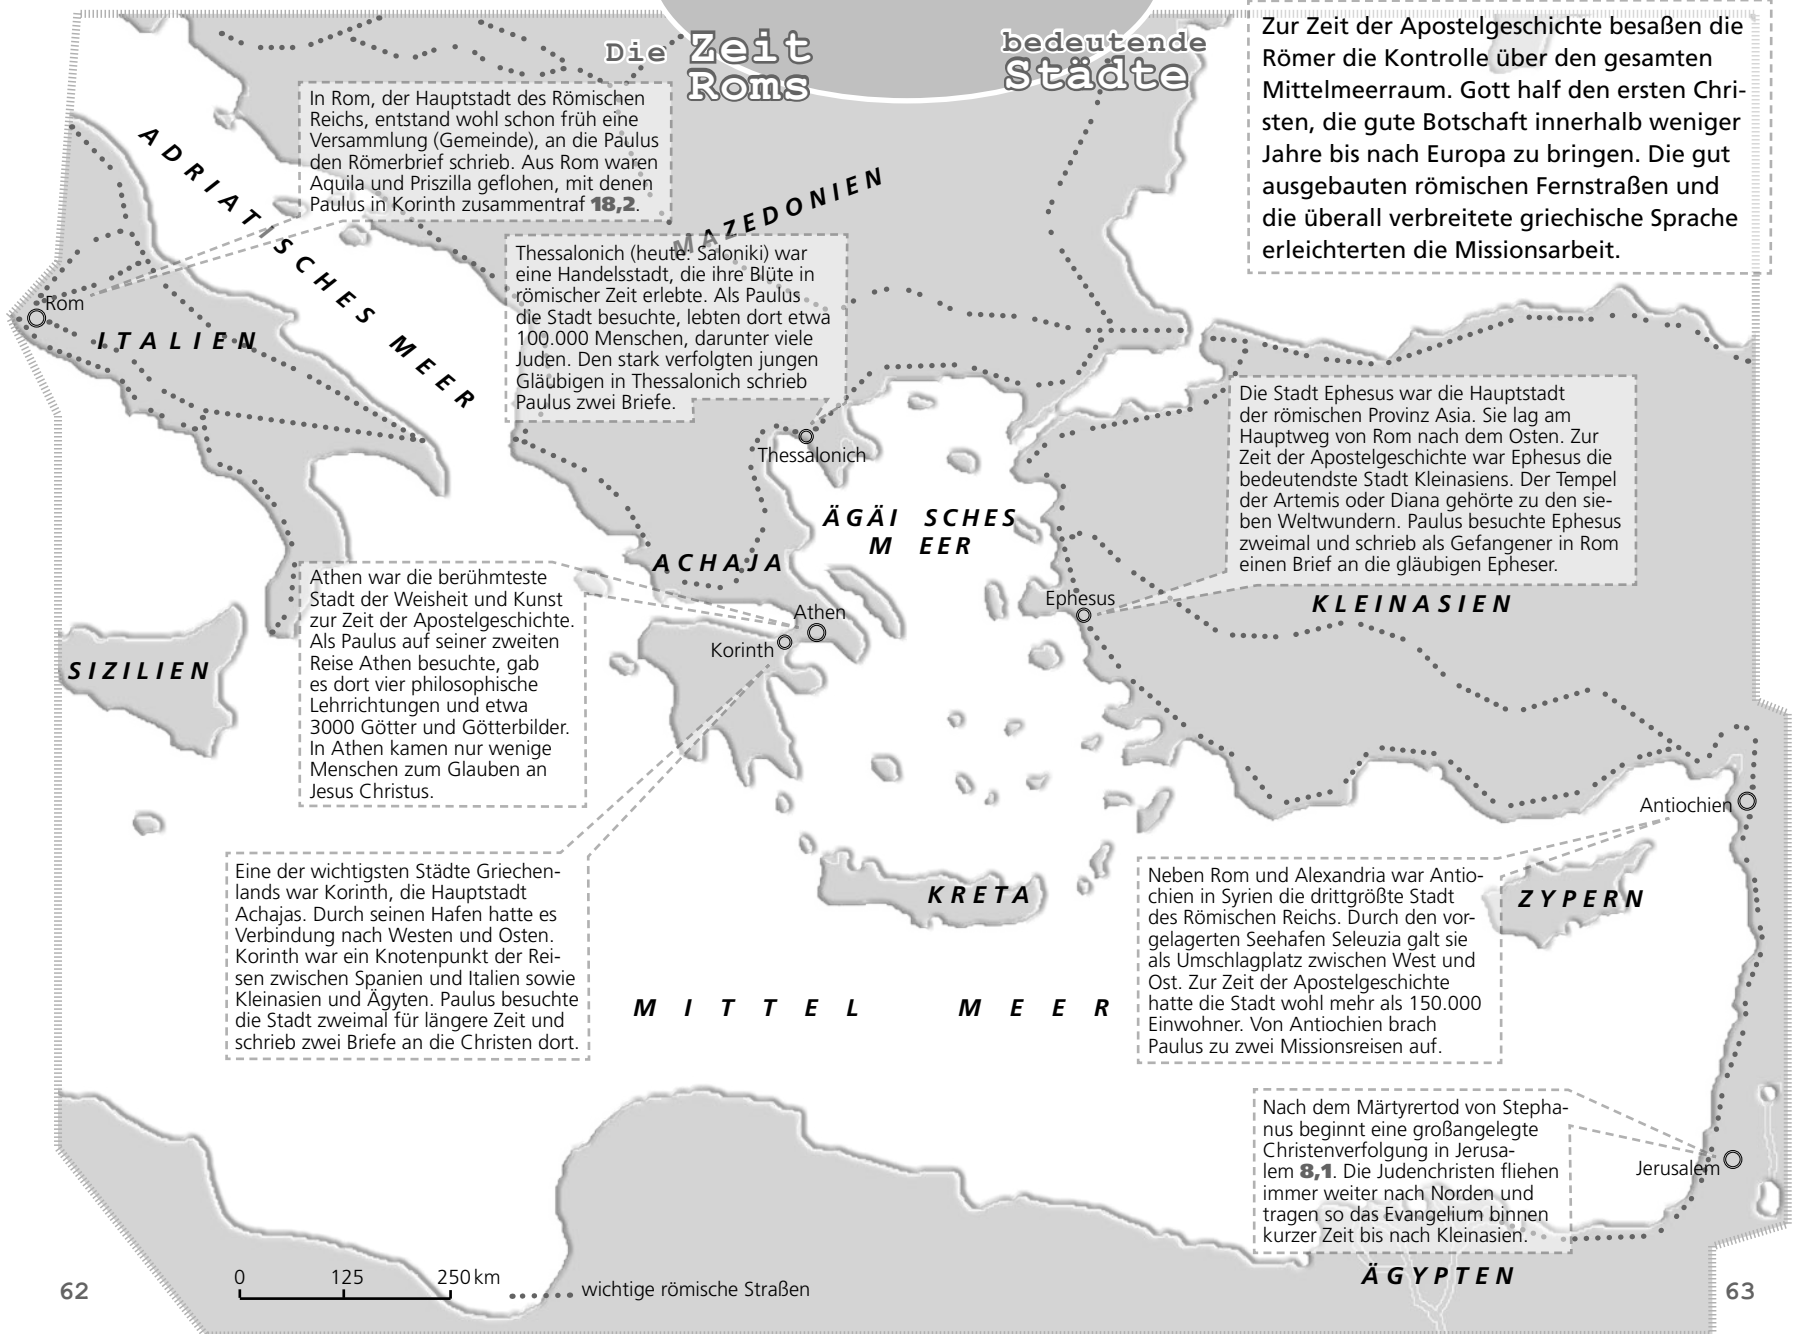 Die Zeit
Roms
bedeutende
Städte
Zur Zeit der Apostelgeschichte besaßen die
Römer die Kontrolle über den gesamten
Mittelmeerraum. Gott half den ersten Chri-
sten, die gute Botschaft innerhalb weniger
Jahre bis nach Europa zu bringen. Die gut
ausgebauten römischen Fernstraßen und
die überall verbreitete griechische Sprache
erleichterten die Missionsarbeit.
In Rom, der Hauptstadt des Römischen
Reichs, entstand wohl schon früh eine
Versammlung (Gemeinde), an die Paulus
den Römerbrief schrieb. Aus Rom waren
Aquila und Priszilla geflohen, mit denen
Paulus in Korinth zusammentraf 18,2.
ADRIATISCHES MEER
MAZEDONIEN
Thessalonich (heute: Saloniki) war
eine Handelsstadt, die ihre Blüte in
römischer Zeit erlebte. Als Paulus
die Stadt besuchte, lebten dort etwa
100.000 Menschen, darunter viele
Juden. Den stark verfolgten jungen
Gläubigen in Thessalonich schrieb
Paulus zwei Briefe.
Rom
ITALIEN
Die Stadt Ephesus war die Hauptstadt
der römischen Provinz Asia. Sie lag am
Hauptweg von Rom nach dem Osten. Zur
Zeit der Apostelgeschichte war Ephesus die
bedeutendste Stadt Kleinasiens. Der Tempel
der Artemis oder Diana gehörte zu den sie-
ben Weltwundern. Paulus besuchte Ephesus
zweimal und schrieb als Gefangener in Rom
einen Brief an die gläubigen Epheser.
Thessalonich
ÄGÄI SCHES
M EER
ACHAJA
Athen war die berühmteste
Stadt der Weisheit und Kunst
zur Zeit der Apostelgeschichte.
Als Paulus auf seiner zweiten
Reise Athen besuchte, gab
es dort vier philosophische
Lehrrichtungen und etwa
3000 Götter und Götterbilder.
In Athen kamen nur wenige
Menschen zum Glauben an
Jesus Christus.
Athen
Korinth
Ephesus
KLEINASIEN
SIZILIEN
Antiochien
Eine der wichtigsten Städte Griechen-
lands war Korinth, die Hauptstadt
Achajas. Durch seinen Hafen hatte es
Verbindung nach Westen und Osten.
Korinth war ein Knotenpunkt der Rei-
sen zwischen Spanien und Italien sowie
Kleinasien und Ägyten. Paulus besuchte
die Stadt zweimal für längere Zeit und
schrieb zwei Briefe an die Christen dort.
KRETA
Neben Rom und Alexandria war Antio-
chien in Syrien die drittgrößte Stadt
des Römischen Reichs. Durch den vor-
gelagerten Seehafen Seleuzia galt sie
als Umschlagplatz zwischen West und
Ost. Zur Zeit der Apostelgeschichte
hatte die Stadt wohl mehr als 150.000
Einwohner. Von Antiochien brach
Paulus zu zwei Missionsreisen auf.
ZYPERN
MITTEL MEER
Nach dem Märtyrertod von Stepha-
nus beginnt eine großangelegte
Christenverfolgung in Jerusa-
lem 8,1. Die Judenchristen fliehen
immer weiter nach Norden und
tragen so das Evangelium binnen
kurzer Zeit bis nach Kleinasien.
Jerusalem
ÄGYPTEN
0 125 250 km
wichtige römische Straßen
62
63